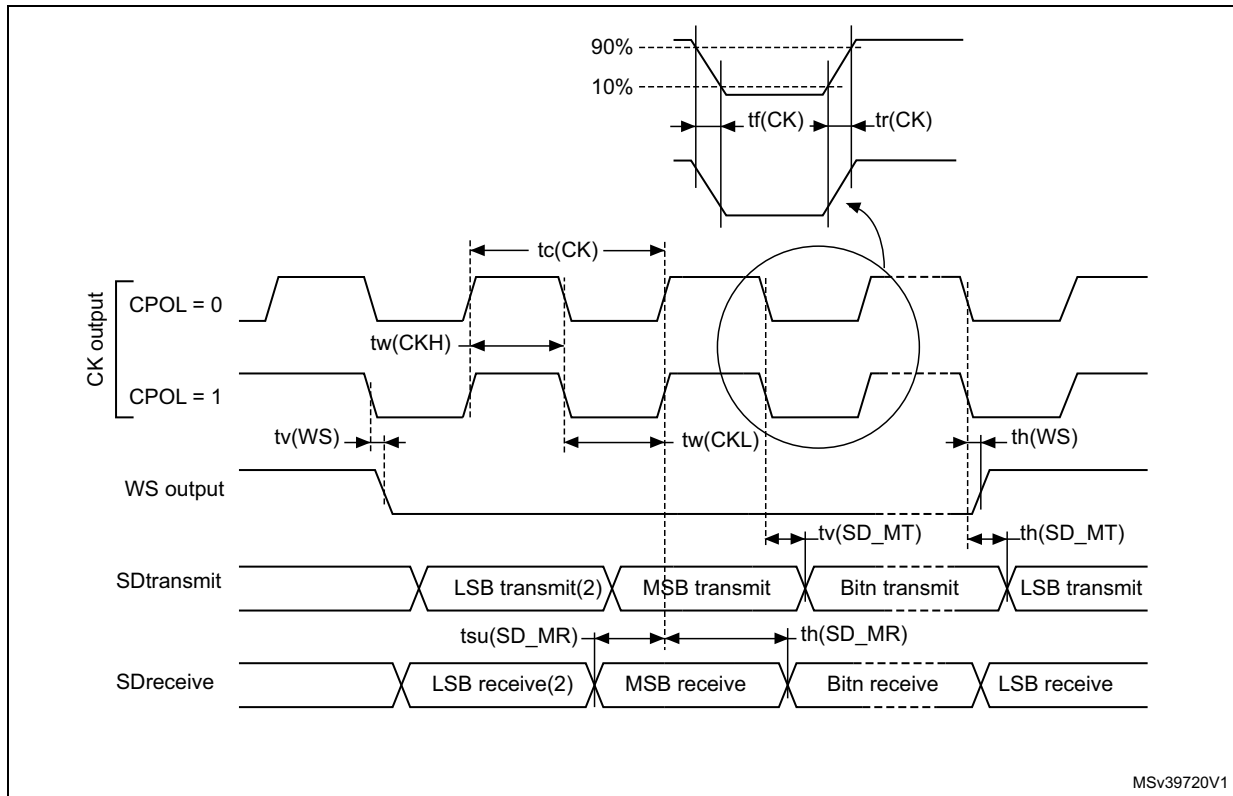 90%
10%
tf(CK)
tr(CK)
tc(CK)
CK output
CPOL = 0
tw(CKH)
CPOL = 1
tv(WS)
tw(CKL)
th(WS)
WS output
tv(SD_MT)
th(SD_MT)
SDtransmit
LSB transmit(2)
MSB transmit
Bitn transmit
LSB transmit
tsu(SD_MR)
th(SD_MR)
SDreceive
LSB receive(2)
MSB receive
Bitn receive
LSB receive
MSv39720V1